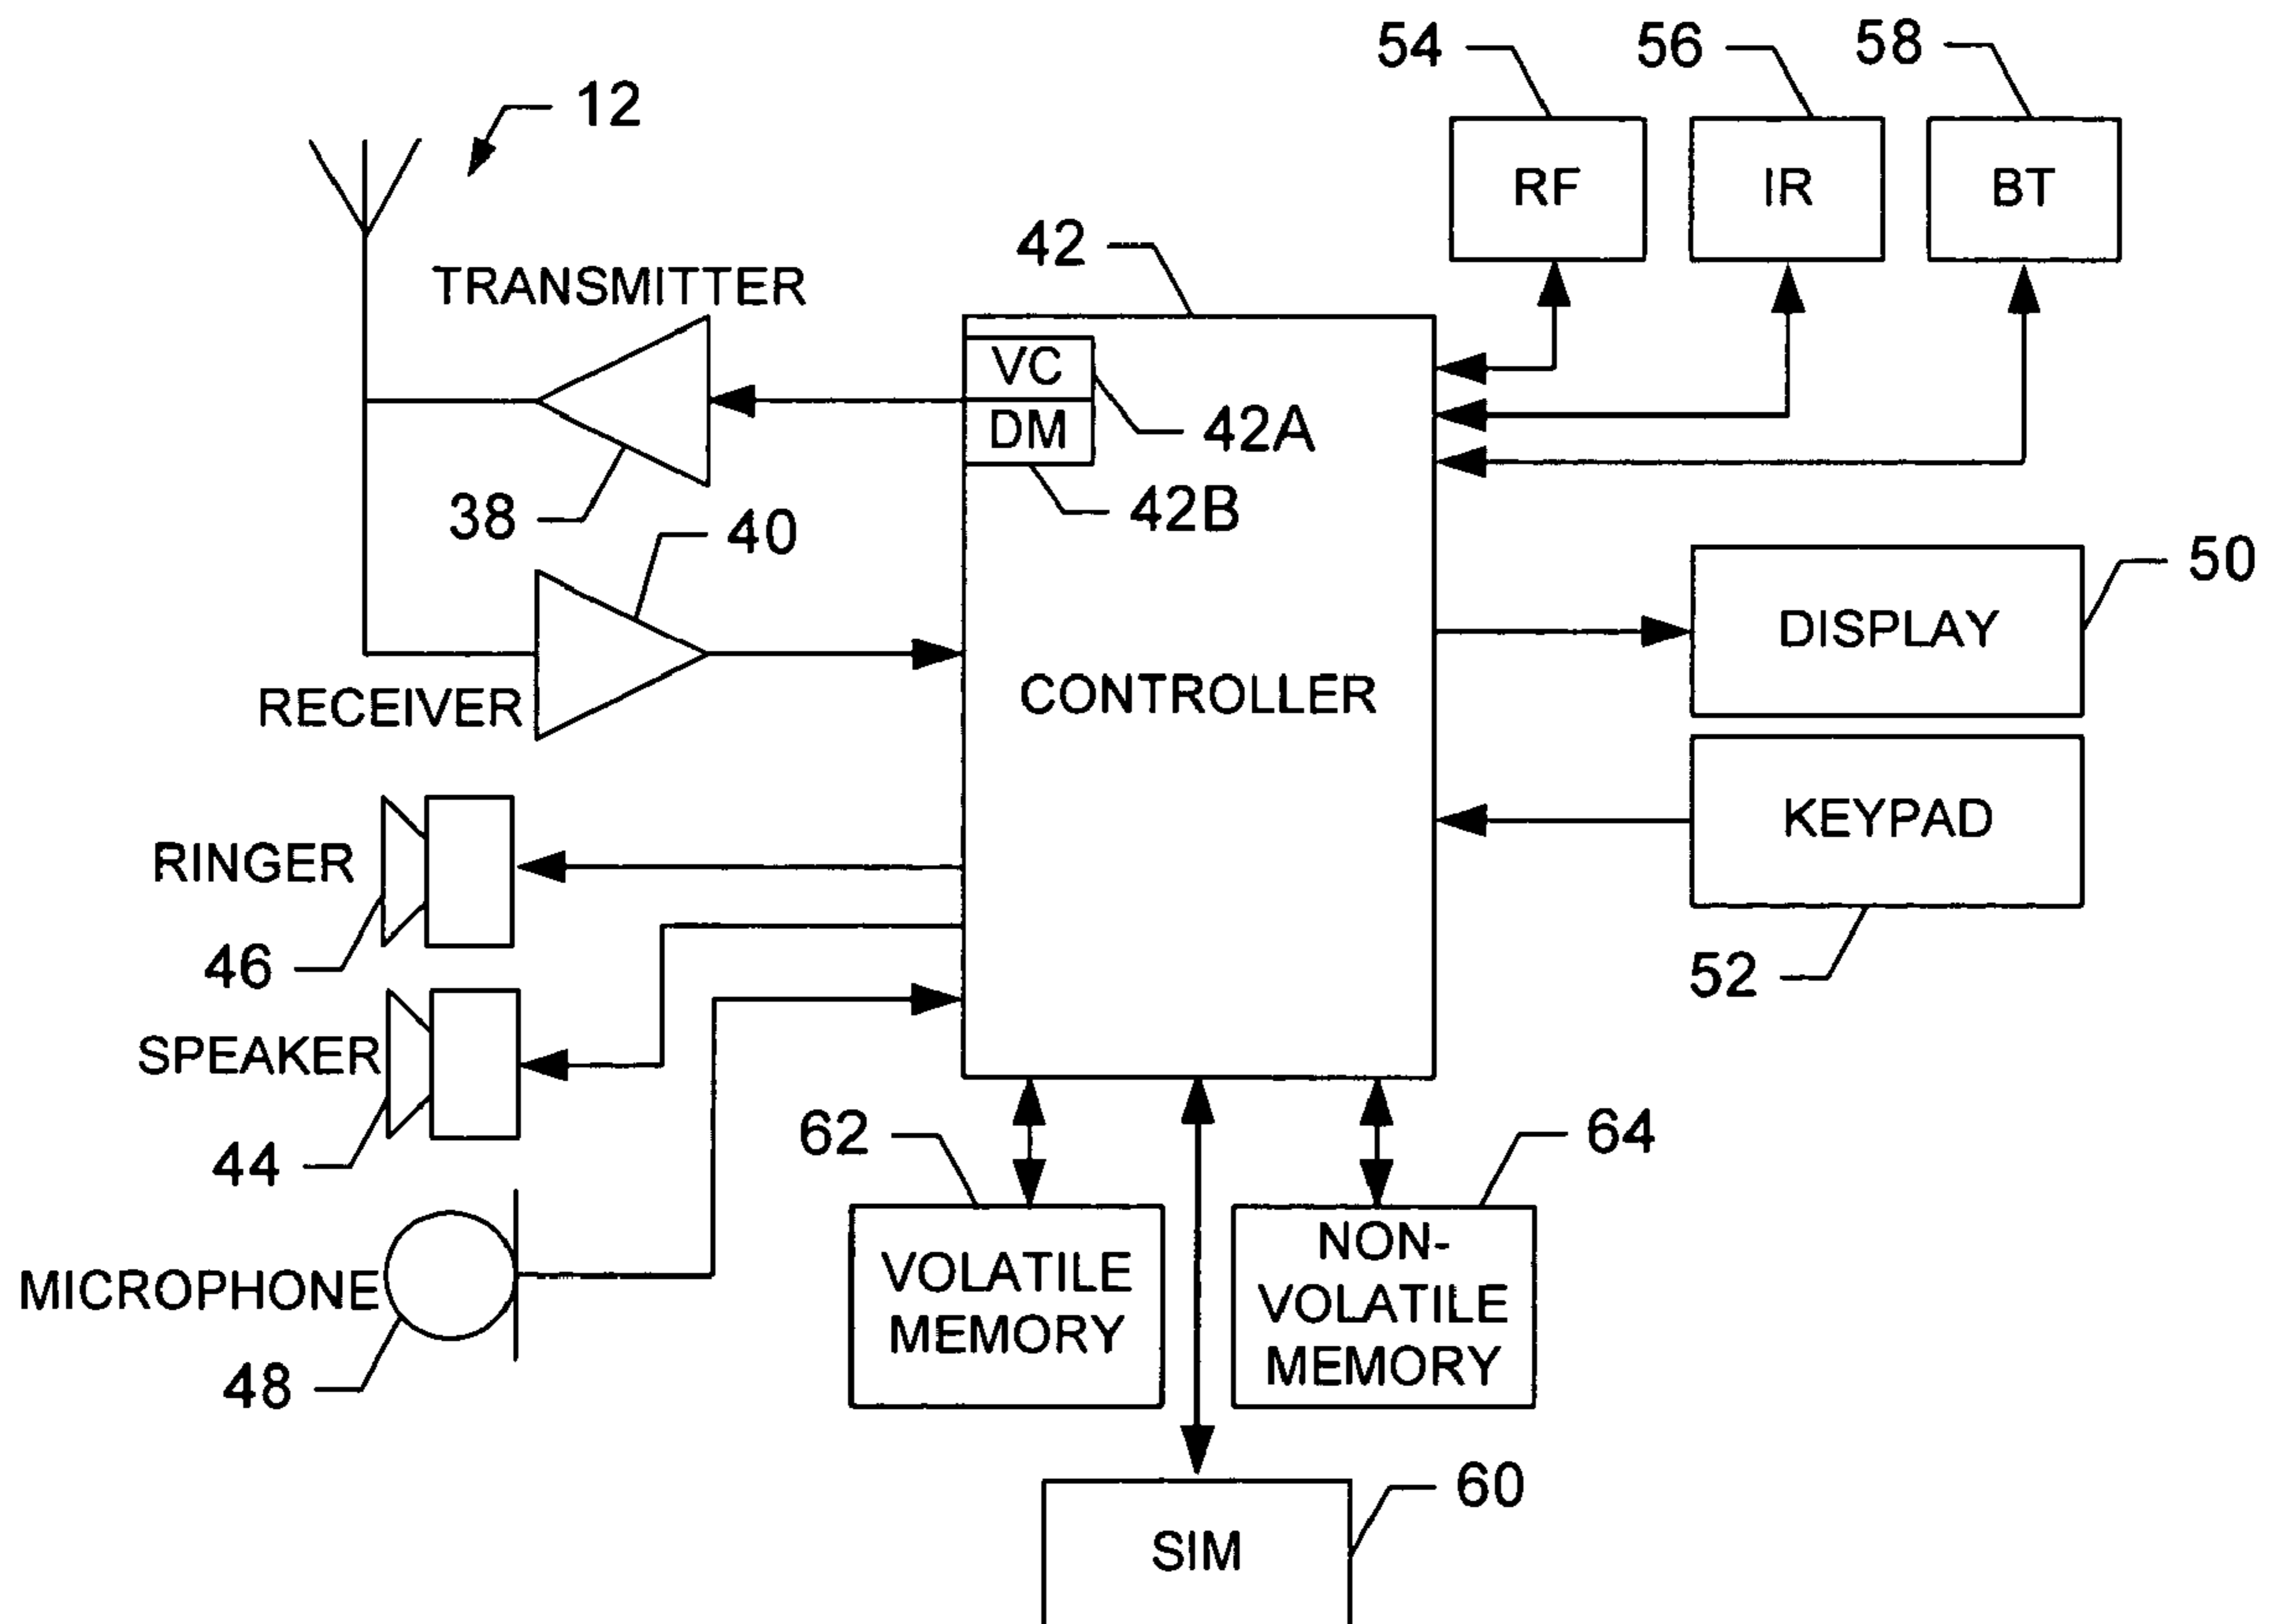 54
56
58
12
RF
IR
BT
42
TRANSMITTER
VC
DM
42A
38
42B
40
50
DISPLAY
RECEIVER
CONTROLLER
KEYPAD
RINGER
46
52
SPEAKER
44
62
64
MICROPHONE
48
VOLATILE
MEMORY
NON-
VOLATILE
MEMORY
60
SIM